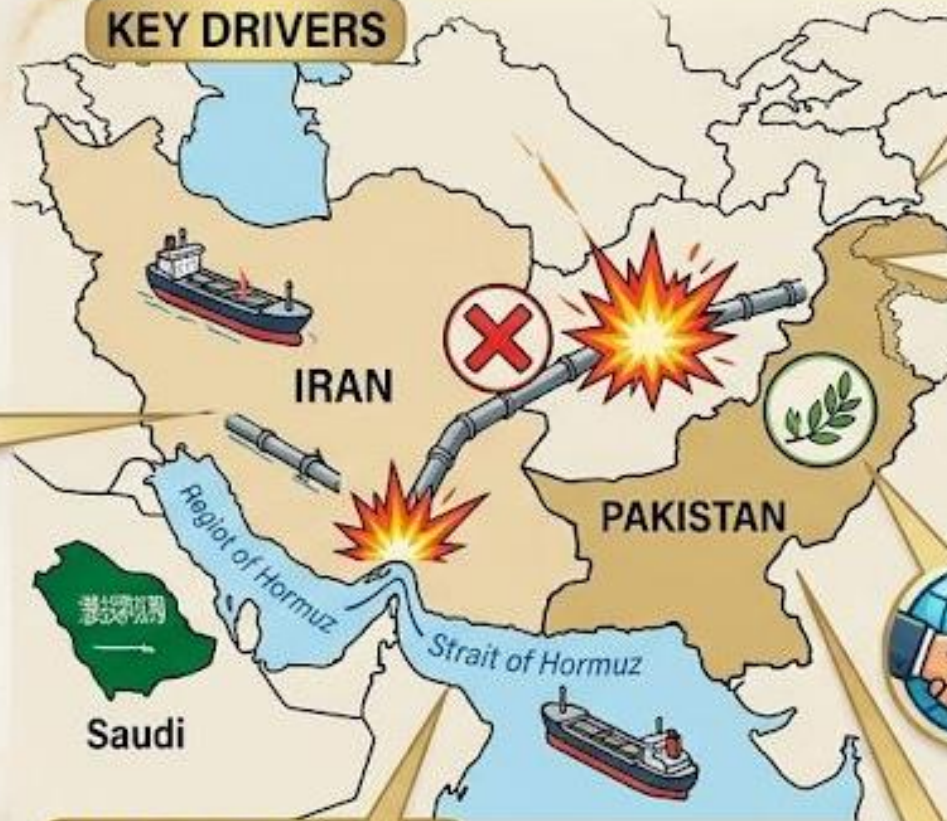 KEY DRIVERS
IRAN
PAKISTAN
Regiot of Hormuz
Strait of Hormuz
Saudi